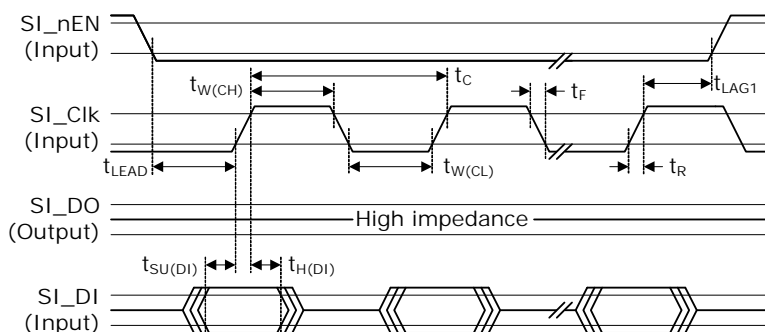 SI_nEN
(Input)
t_C
t_W(CH)
t_F
t_LAG1
SI_Clk
(Input)
t_LEAD
t_W(CL)
t_R
SI_DO
(Output)
High impedance
t_SU(DI)
t_H(DI)
SI_DI
(Input)